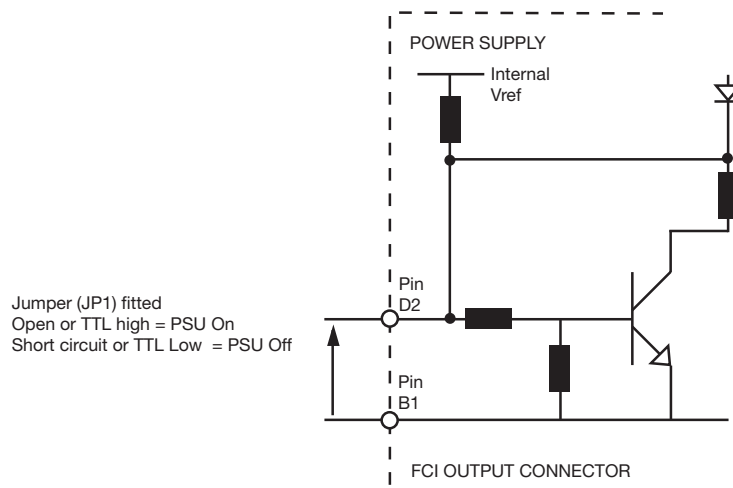 POWER SUPPLY
Internal
Vref
Pin
D2
Jumper (JP1) fitted
Open or TTL high = PSU On
Short circuit or TTL Low = PSU Off
Pin
B1
FCI OUTPUT CONNECTOR